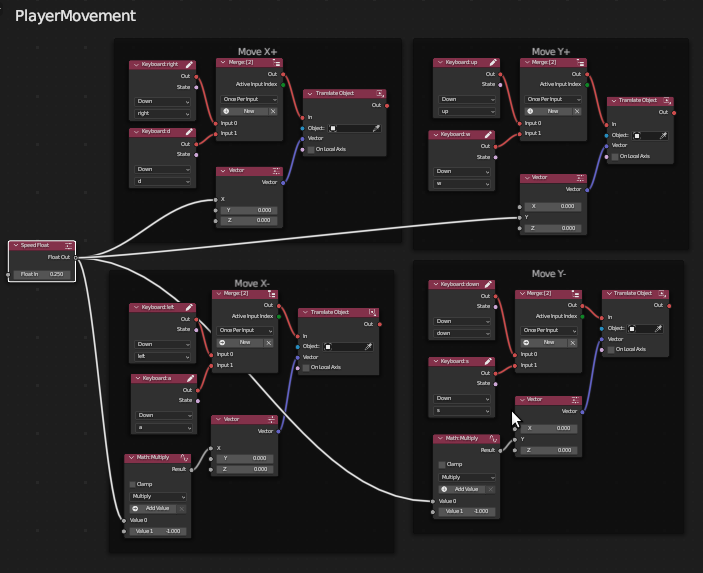 PlayerMovement
Move X+
Keyboard: right
Out
State
Down
right
Keyboard: d
Out
State
Down
d
Merge: [2]
Out
Active Input Index
Once Per Input
New
Input 0
Input 1
Translate Object
Out
In
Object:
Vector
On Local Axis
Vector
Vector
X
Y 0.000
Z 0.000
Move Y+
Keyboard: up
Out
State
Down
up
Keyboard: w
Out
State
Down
w
Merge: [2]
Out
Active Input Index
Once Per Input
New
Input 0
Input 1
Translate Object
Out
In
Object:
Vector
On Local Axis
Vector
Vector
X 0.000
Y
Z 0.000
Speed Float
Float Out
Float In 0.250
Move X-
Keyboard: left
Out
State
Down
left
Keyboard: a
Out
State
Down
a
Merge: [2]
Out
Active Input Index
Once Per Input
New
Input 0
Input 1
Translate Object
Out
In
Object:
Vector
On Local Axis
Vector
Vector
X
Y 0.000
Z 0.000
Math: Multiply
Result
Clamp
Multiply
Add Value
Value 0
Value 1 -1.000
Move Y-
Keyboard: down
Out
State
Down
down
Keyboard: s
Out
State
Down
s
Merge: [2]
Out
Active Input Index
Once Per Input
New
Input 0
Input 1
Translate Object
Out
In
Object:
Vector
On Local Axis
Vector
Vector
X 0.000
Y
Z 0.000
Math: Multiply
Result
Clamp
Multiply
Add Value
Value 0
Value 1 -1.000